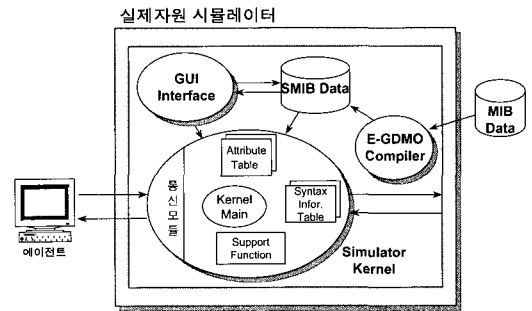 실제자원 시뮬레이터
GUI
Interface
SMIB Data
MIB
Data
E-GDMO
Compiler
Attribute
Table
통신모듈
Kernel
Main
Syntax
Infor.
Table
Support
Function
에이전트
Simulator
Kernel